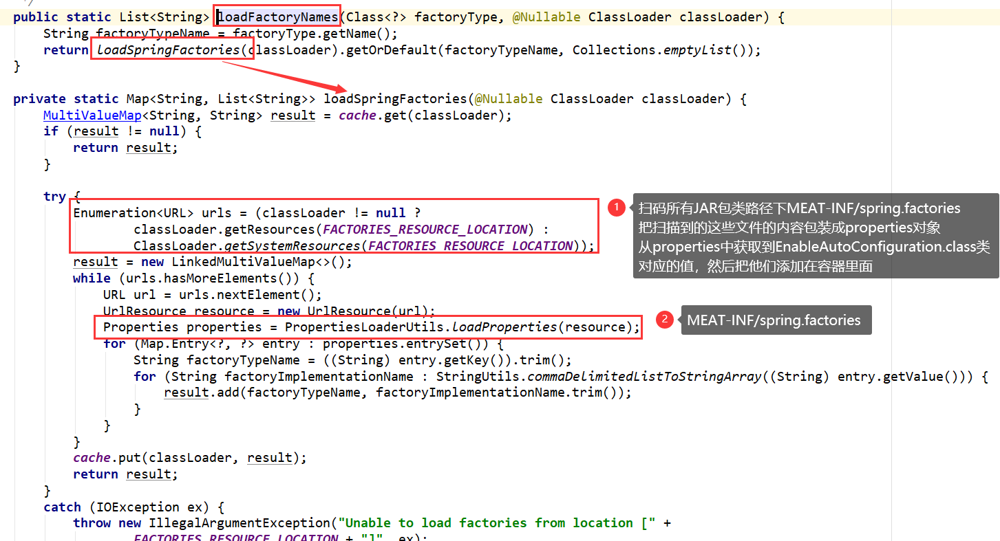 */
public static List<String> loadFactoryNames(Class<?> factoryType, @Nullable ClassLoader classLoader) {
String factoryTypeName = factoryType.getName();
return loadSpringFactories(classLoader).getOrDefault(factoryTypeName, Collections.emptyList());
}
private static Map<String, List<String>> loadSpringFactories(@Nullable ClassLoader classLoader) {
MultiValueMap<String, String> result = cache.get(classLoader);
if (result != null) {
return result;
}
try {
Enumeration<URL> urls = (classLoader != null ?
classLoader.getResources(FACTORIES_RESOURCE_LOCATION) :
ClassLoader.getSystemResources(FACTORIES_RESOURCE_LOCATION));
1 扫码所有JAR包类路径下MEAT-INF/spring.factories
把扫描到的这些文件的内容包装成properties对象
从properties中获取到EnableAutoConfiguration.class类
对应的值，然后把他们添加在容器里面
result = new LinkedMultiValueMap<>();
while (urls.hasMoreElements()) {
URL url = urls.nextElement();
UrlResource resource = new UrlResource(url);
Properties properties = PropertiesLoaderUtils.loadProperties(resource);
2 MEAT-INF/spring.factories
for (Map.Entry<?, ?> entry : properties.entrySet()) {
String factoryTypeName = ((String) entry.getKey()).trim();
for (String factoryImplementationName : StringUtils.commaDelimitedListToStringArray((String) entry.getValue())) {
result.add(factoryTypeName, factoryImplementationName.trim());
}
}
}
cache.put(classLoader, result);
return result;
}
catch (IOException ex) {
throw new IllegalArgumentException("Unable to load factories from location [" +
FACTORIES_RESOURCE_LOCATION + "]", ex);